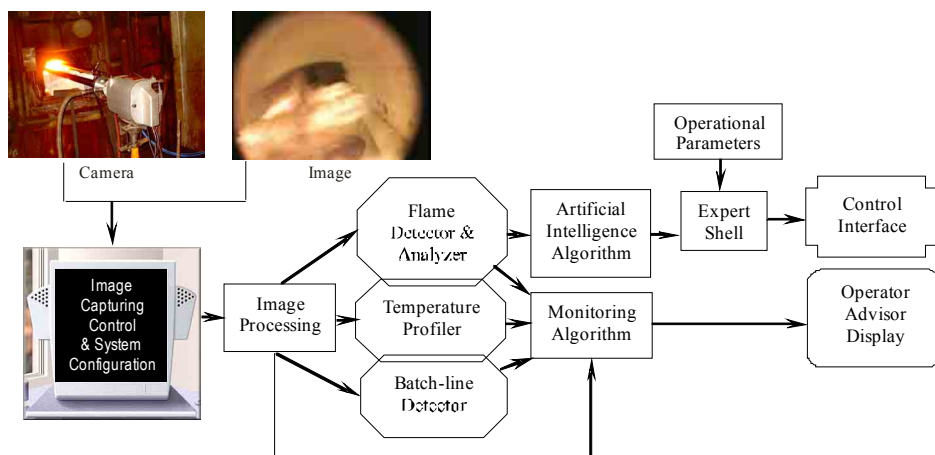 Camera
Image
Operational
Parameters
Flame
Detector &
Analyzer
Artificial
Intelligence
Algorithm
Expert
Shell
Control
Interface
Image
Capturing
Control
& System
Configuration
Image
Processing
Temperature
Profiler
Monitoring
Algorithm
Operator
Advisor
Display
Batch-line
Detector